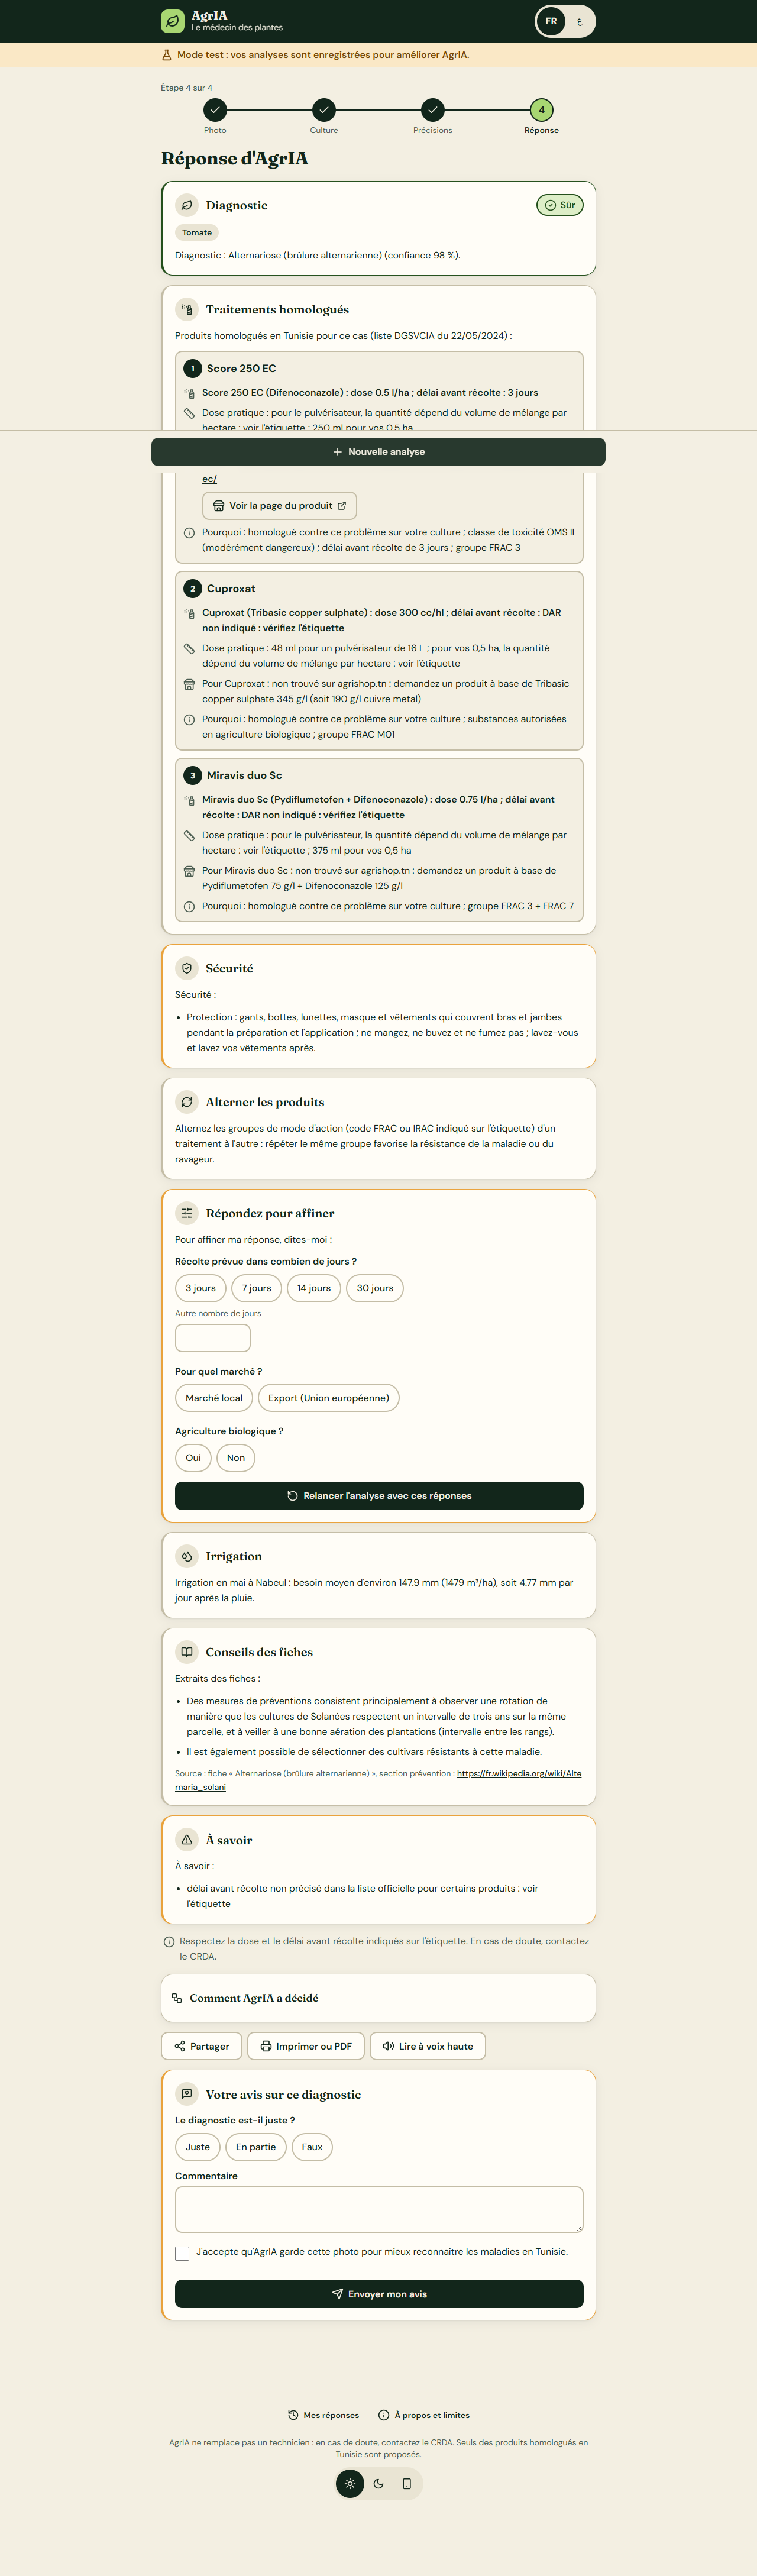 AgrIA
Le médecin des plantes
FR
ع
Mode test : vos analyses sont enregistrées pour améliorer AgrIA.
Étape 4 sur 4
4
Photo
Culture
Précisions
Réponse
Réponse d'AgrIA
Diagnostic
Sûr
Tomate
Diagnostic : Alternariose (brûlure alternarienne) (confiance 98 %).
Traitements homologués
Produits homologués en Tunisie pour ce cas (liste DGSVCIA du 22/05/2024) :
1 Score 250 EC
Score 250 EC (Difenoconazole) : dose 0.5 l/ha ; délai avant récolte : 3 jours
Dose pratique : pour le pulvérisateur, la quantité dépend du volume de mélange par
hectare : voir l'étiquette ; 250 ml pour vos 0,5 ha
Nouvelle analyse
ec/
Voir la page du produit
Pourquoi : homologué contre ce problème sur votre culture ; classe de toxicité OMS II
(modérément dangereux) ; délai avant récolte de 3 jours ; groupe FRAC 3
2 Cuproxat
Cuproxat (Tribasic copper sulphate) : dose 300 cc/hl ; délai avant récolte : DAR
non indiqué : vérifiez l'étiquette
Dose pratique : 48 ml pour un pulvérisateur de 16 L ; pour vos 0,5 ha, la quantité
dépend du volume de mélange par hectare : voir l'étiquette
Pour Cuproxat : non trouvé sur agrishop.tn : demandez un produit à base de Tribasic
copper sulphate 345 g/l (soit 190 g/l cuivre metal)
Pourquoi : homologué contre ce problème sur votre culture ; substances autorisées
en agriculture biologique ; groupe FRAC M01
3 Miravis duo Sc
Miravis duo Sc (Pydiflumetofen + Difenoconazole) : dose 0.75 l/ha ; délai avant
récolte : DAR non indiqué : vérifiez l'étiquette
Dose pratique : pour le pulvérisateur, la quantité dépend du volume de mélange par
hectare : voir l'étiquette ; 375 ml pour vos 0,5 ha
Pour Miravis duo Sc : non trouvé sur agrishop.tn : demandez un produit à base de
Pydiflumetofen 75 g/l + Difenoconazole 125 g/l
Pourquoi : homologué contre ce problème sur votre culture ; groupe FRAC 3 + FRAC 7
Sécurité
Sécurité :
Protection : gants, bottes, lunettes, masque et vêtements qui couvrent bras et jambes
pendant la préparation et l'application ; ne mangez, ne buvez et ne fumez pas ; lavez-vous
et lavez vos vêtements après.
Alterner les produits
Alternez les groupes de mode d'action (code FRAC ou IRAC indiqué sur l'étiquette) d'un
traitement à l'autre : répéter le même groupe favorise la résistance de la maladie ou du
ravageur.
Répondez pour affiner
Pour affiner ma réponse, dites-moi :
Récolte prévue dans combien de jours ?
3 jours
7 jours
14 jours
30 jours
Autre nombre de jours
Pour quel marché ?
Marché local
Export (Union européenne)
Agriculture biologique ?
Oui
Non
Relancer l'analyse avec ces réponses
Irrigation
Irrigation en mai à Nabeul : besoin moyen d'environ 147.9 mm (1479 m³/ha), soit 4.77 mm par
jour après la pluie.
Conseils des fiches
Extraits des fiches :
Des mesures de préventions consistent principalement à observer une rotation de
manière que les cultures de Solanées respectent un intervalle de trois ans sur la même
parcelle, et à veiller à une bonne aération des plantations (intervalle entre les rangs).
Il est également possible de sélectionner des cultivars résistants à cette maladie.
Source : fiche « Alternariose (brûlure alternarienne) », section prévention : https://fr.wikipedia.org/wiki/Alte
rnaria_solani
À savoir
À savoir :
délai avant récolte non précisé dans la liste officielle pour certains produits : voir
l'étiquette
Respectez la dose et le délai avant récolte indiqués sur l'étiquette. En cas de doute, contactez
le CRDA.
Comment AgrIA a décidé
Partager
Imprimer ou PDF
Lire à voix haute
Votre avis sur ce diagnostic
Le diagnostic est-il juste ?
Juste
En partie
Faux
Commentaire
J'accepte qu'AgrIA garde cette photo pour mieux reconnaître les maladies en Tunisie.
Envoyer mon avis
Mes réponses
À propos et limites
AgrIA ne remplace pas un technicien : en cas de doute, contactez le CRDA. Seuls des produits homologués en
Tunisie sont proposés.